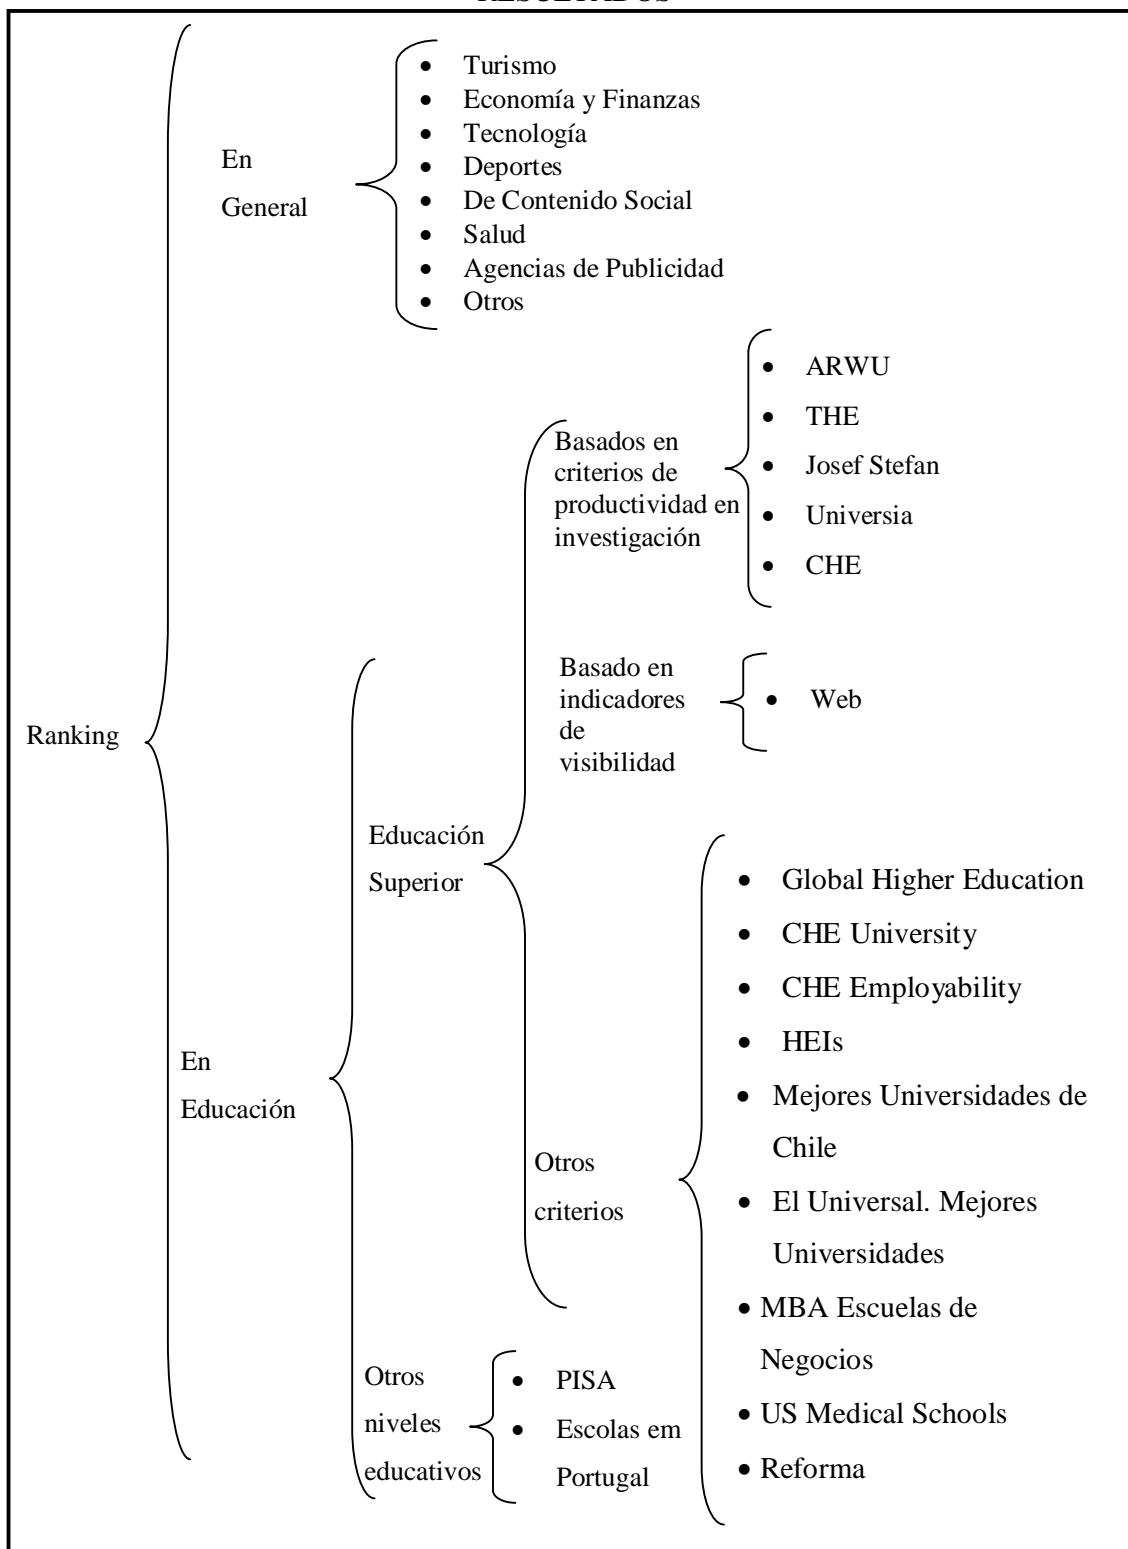 RESULTADOS
Ranking
En
General
• Turismo
• Economía y Finanzas
• Tecnología
• Deportes
• De Contenido Social
• Salud
• Agencias de Publicidad
• Otros
En
Educación
Educación
Superior
Basados en
criterios de
productividad en
investigación
• ARWU
• THE
• Josef Stefan
• Universia
• CHE
Basado en
indicadores
de
visibilidad
• Web
Otros
criterios
• Global Higher Education
• CHE University
• CHE Employability
• HEIs
• Mejores Universidades de
Chile
• El Universal. Mejores
Universidades
• MBA Escuelas de
Negocios
• US Medical Schools
• Reforma
Otros
niveles
educativos
• PISA
• Escolas em
Portugal